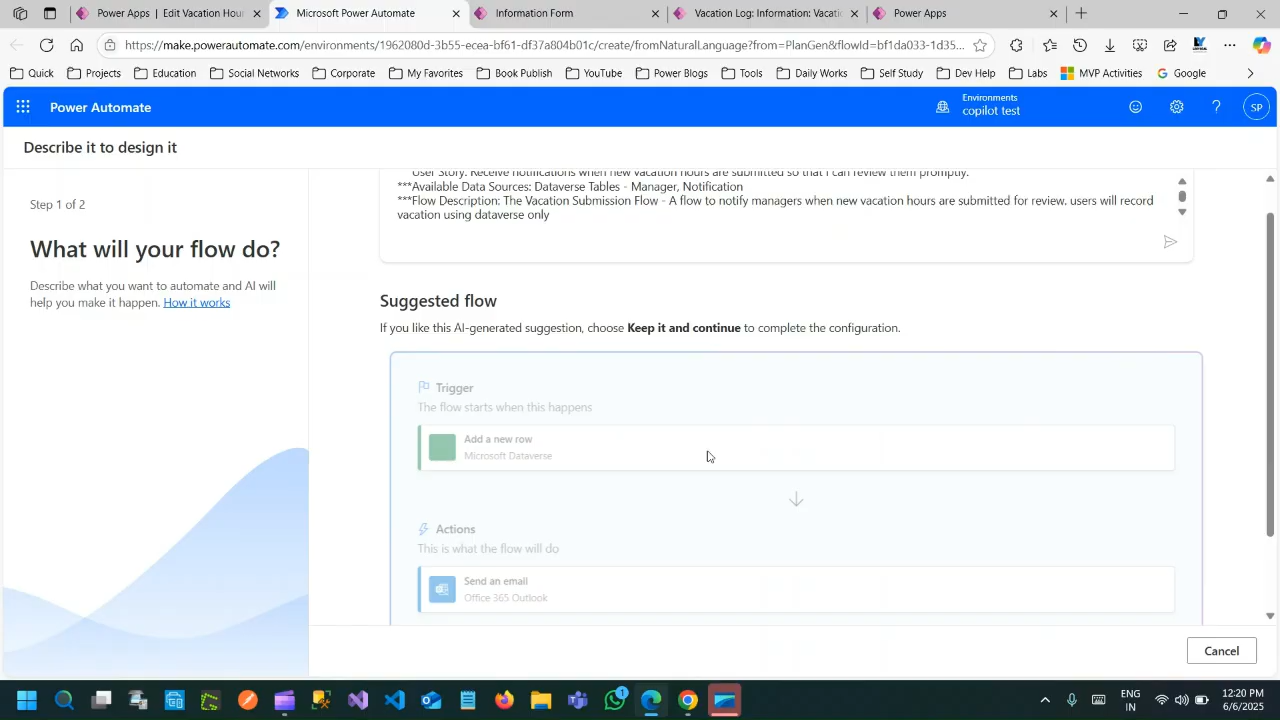 Power Apps | Edit Vacation Hour
Microsoft Power Automate
Information Form
Vacation Log: Information: Vacatio
Power Apps
https://make.powerautomate.com/environments/1962080d-3b55-ecea-bf61-df37ae04b01c/create/fromNaturalLanguage?from=PlanGen&flowId=bf1da033-1d35...
Quick
Projects
Education
Social Networks
Corporate
My Favorites
Book Publish
YouTube
Power Blogs
Tools
Daily Works
Self Study
Dev Help
Labs
MVP Activities
Google
Power Automate
Environments
copilot test
SP
Describe it to design it
Step 1 of 2
What will your flow do?
Describe what you want to automate and AI will
help you make it happen. How it works
User Story: Receive notifications when new vacation hours are submitted so that I can review them promptly.
***Available Data Sources: Dataverse Tables - Manager, Notification
***Flow Description: The Vacation Submission Flow - A flow to notify managers when new vacation hours are submitted for review. users will record
vacation using dataverse only
Suggested flow
If you like this AI-generated suggestion, choose Keep it and continue to complete the configuration.
Trigger
The flow starts when this happens
Add a new row
Microsoft Dataverse
Actions
This is what the flow will do
Send an email
Office 365 Outlook
Cancel
ENG
IN
12:20 PM
6/6/2025